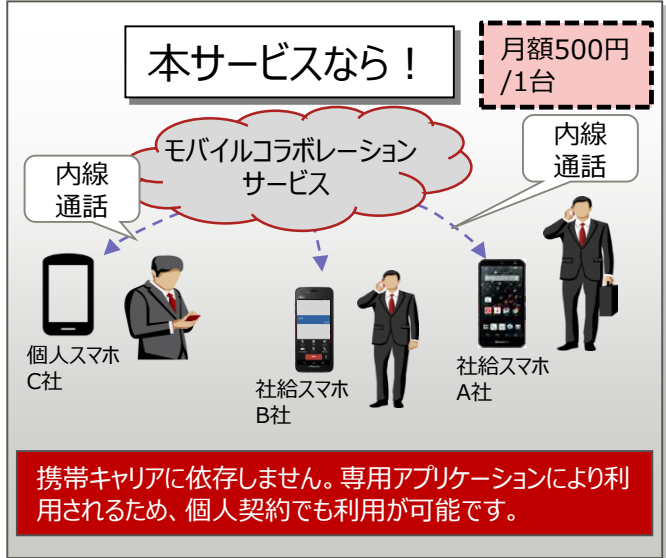 本サービスなら！
月額500円
/1台
モバイルコラボレーション
サービス
内線
通話
内線
通話
個人スマホ
C社
社給スマホ
B社
社給スマホ
A社
携帯キャリアに依存しません。専用アプリケーションにより利
用されるため、個人契約でも利用が可能です。